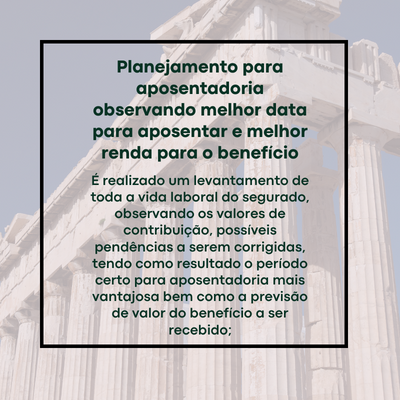 Planejamento para
aposentadoria
observando melhor data
para aposentar e melhor
renda para o benefício
É realizado um levantamento de
toda a vida laboral do segurado,
observando os valores de
contribuição, possíveis
pendências a serem corrigidas,
tendo como resultado o período
certo para aposentadoria mais
vantajosa bem como a previsão
de valor do benefício a ser
recebido;